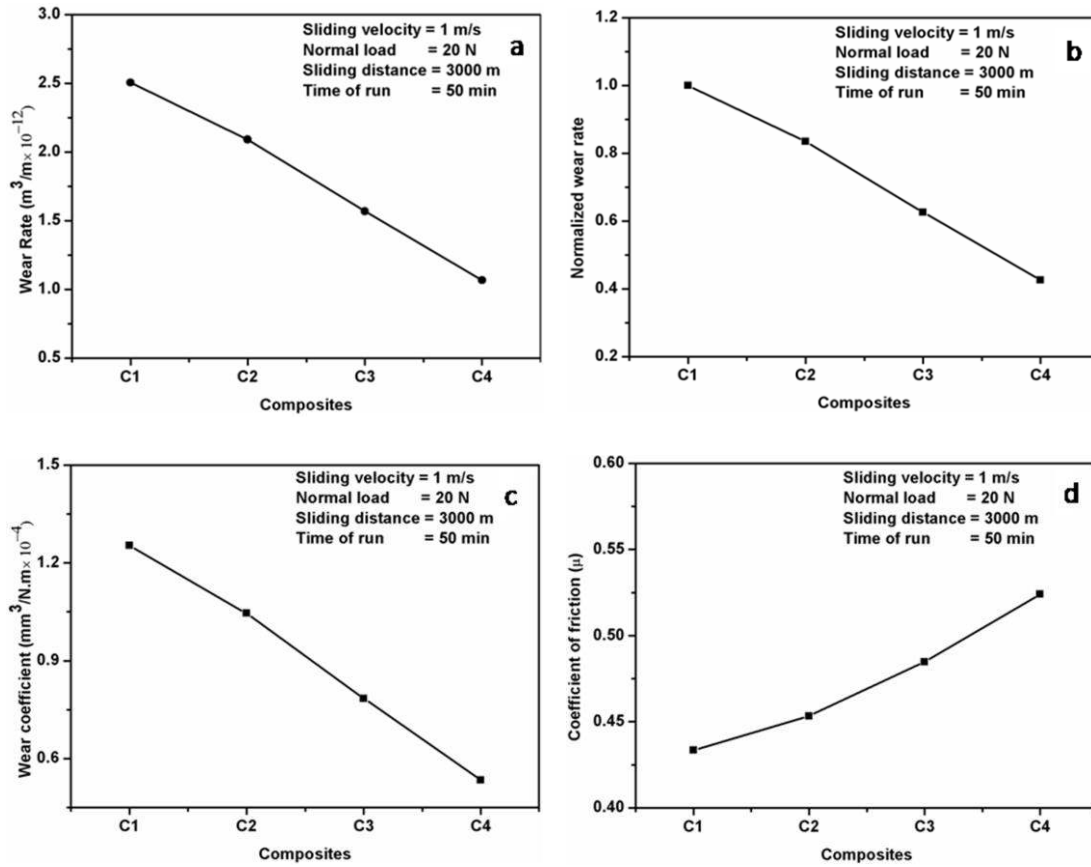 Sliding velocity = 1 m/s
Normal load = 20 N
Sliding distance = 3000 m
Time of run = 50 min
a
Wear Rate (m³/m× 10⁻¹²)
3.0
2.5
2.0
1.5
1.0
0.5
C1 C2 C3 C4
Composites
Sliding velocity = 1 m/s
Normal load = 20 N
Sliding distance = 3000 m
Time of run = 50 min
b
Normalized wear rate
1.2
1.0
0.8
0.6
0.4
0.2
C1 C2 C3 C4
Composites
Sliding velocity = 1 m/s
Normal load = 20 N
Sliding distance = 3000 m
Time of run = 50 min
c
Wear coefficient (mm³/N.m× 10⁻⁴)
1.5
1.2
0.9
0.6
C1 C2 C3 C4
Composites
Sliding velocity = 1 m/s
Normal load = 20 N
Sliding distance = 3000 m
Time of run = 50 min
d
Coefficient of friction (μ)
0.60
0.55
0.50
0.45
0.40
C1 C2 C3 C4
Composites